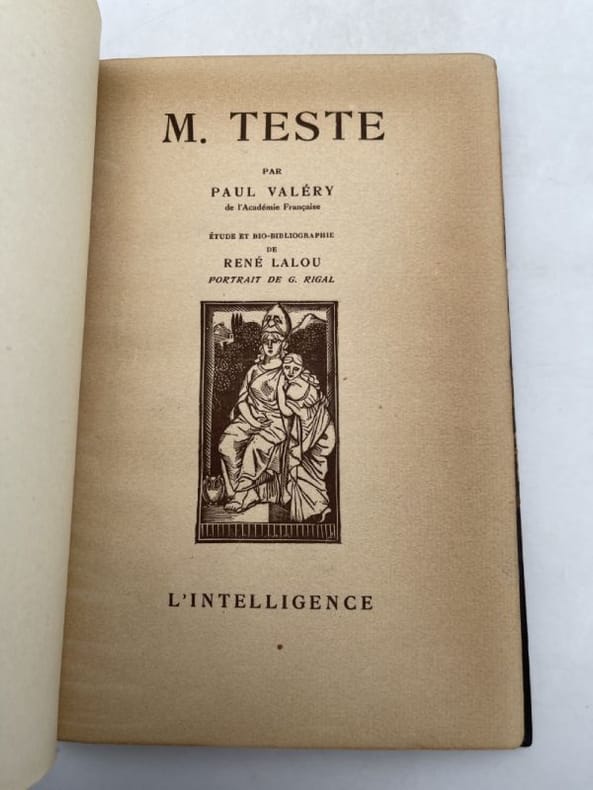 M. TESTE
PAR
PAUL VALÉRY
de l'Académie Française
ÉTUDE ET BIO-BIBLIOGRAPHIE
DE
RENÉ LALOU
PORTRAIT DE G. RIGAL
L'INTELLIGENCE